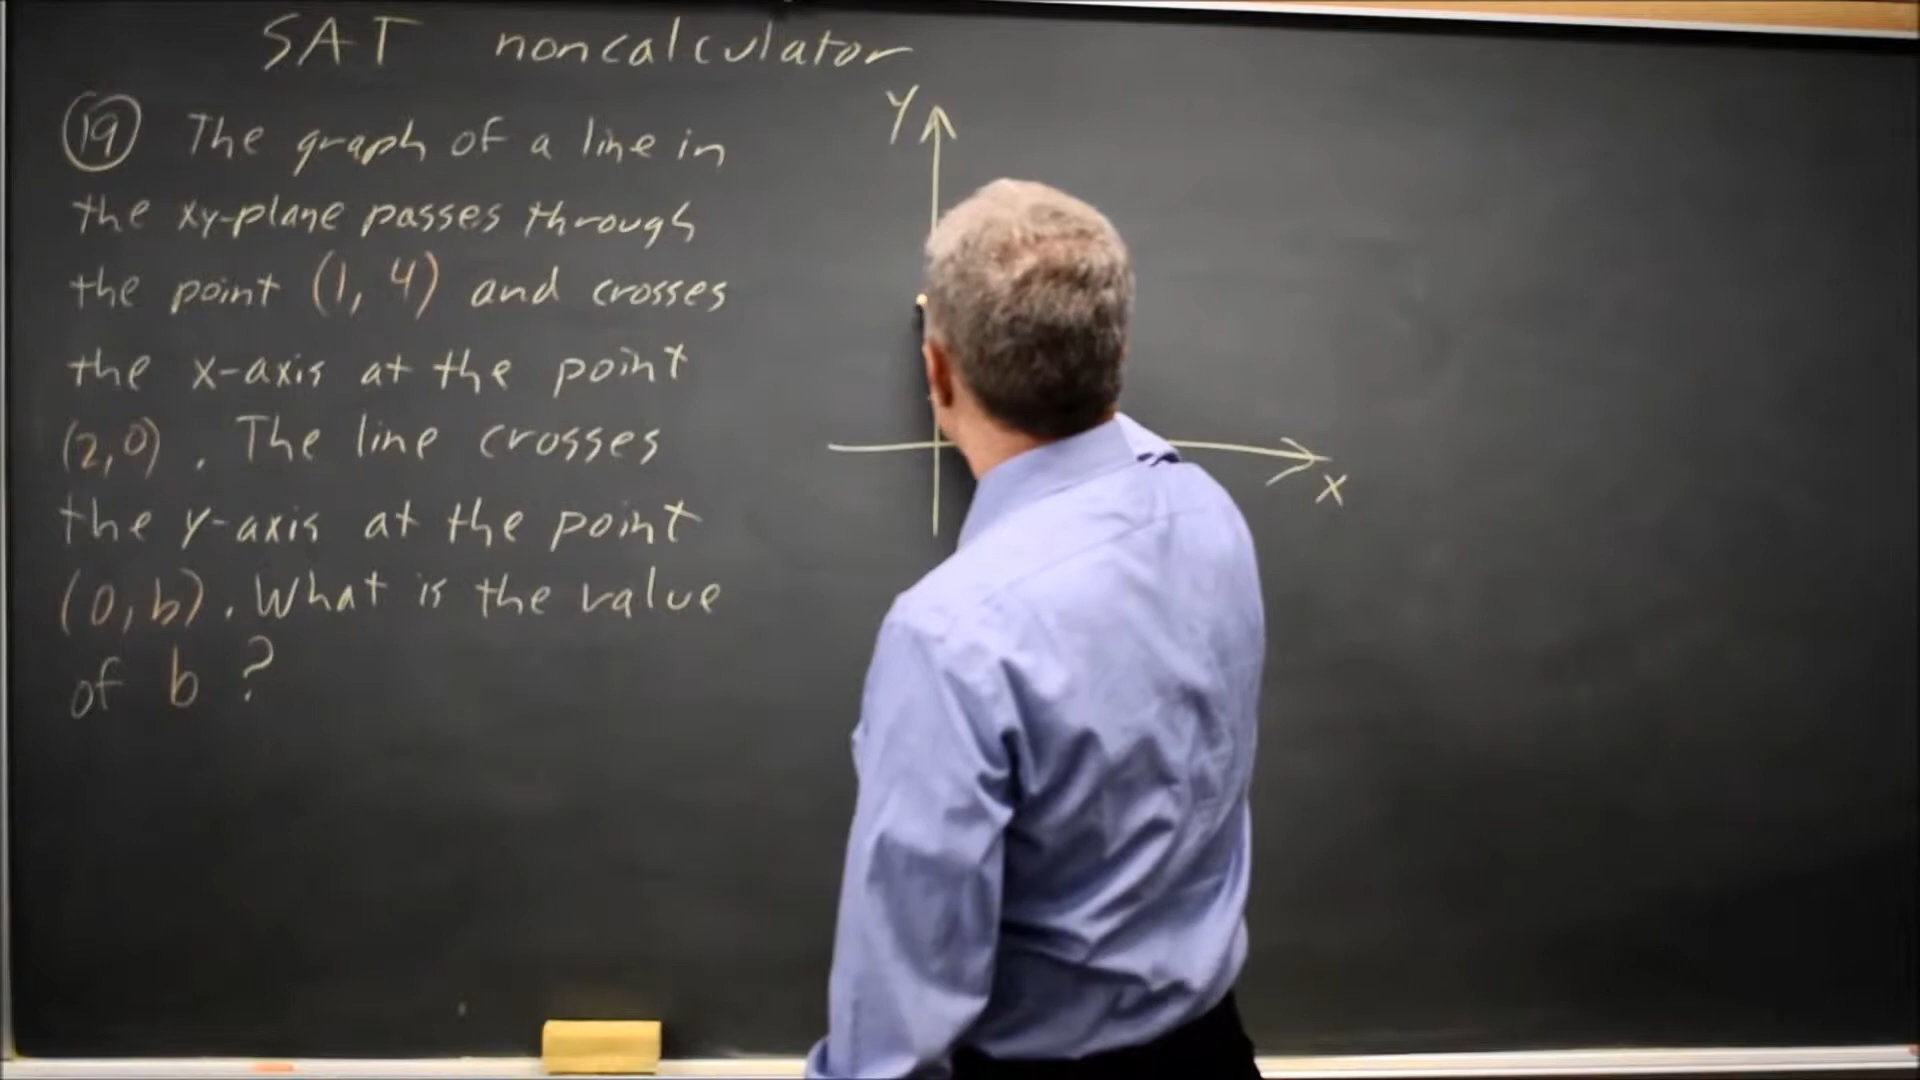 SAT noncalculator
19 The graph of a line in
the xy-plane passes through
the point (1, 4) and crosses
the x-axis at the point
(2,0). The line crosses
the y-axis at the point
(0, b). What is the value
of b ?
Y
X